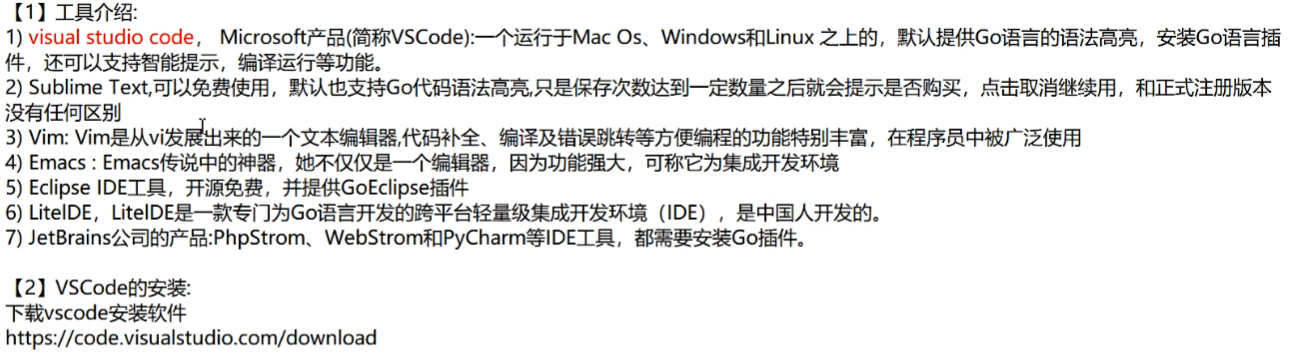 【1】工具介绍:
1) visual studio code， Microsoft产品(简称VSCode):一个运行于Mac Os、Windows和Linux 之上的，默认提供Go语言的语法高亮，安装Go语言插
件，还可以支持智能提示，编译运行等功能。
2) Sublime Text,可以免费使用，默认也支持Go代码语法高亮,只是保存次数达到一定数量之后就会提示是否购买，点击取消继续用，和正式注册版本
没有任何区别
3) Vim: Vim是从vi发展出来的一个文本编辑器,代码补全、编译及错误跳转等方便编程的功能特别丰富，在程序员中被广泛使用
4) Emacs : Emacs传说中的神器，她不仅仅是一个编辑器，因为功能强大，可称它为集成开发环境
5) Eclipse IDE工具，开源免费，并提供GoEclipse插件
6) LiteIDE，LiteIDE是一款专门为Go语言开发的跨平台轻量级集成开发环境（IDE），是中国人开发的。
7) JetBrains公司的产品:PhpStrom、WebStrom和PyCharm等IDE工具，都需要安装Go插件。
【2】VSCode的安装:
下载vscode安装软件
https://code.visualstudio.com/download